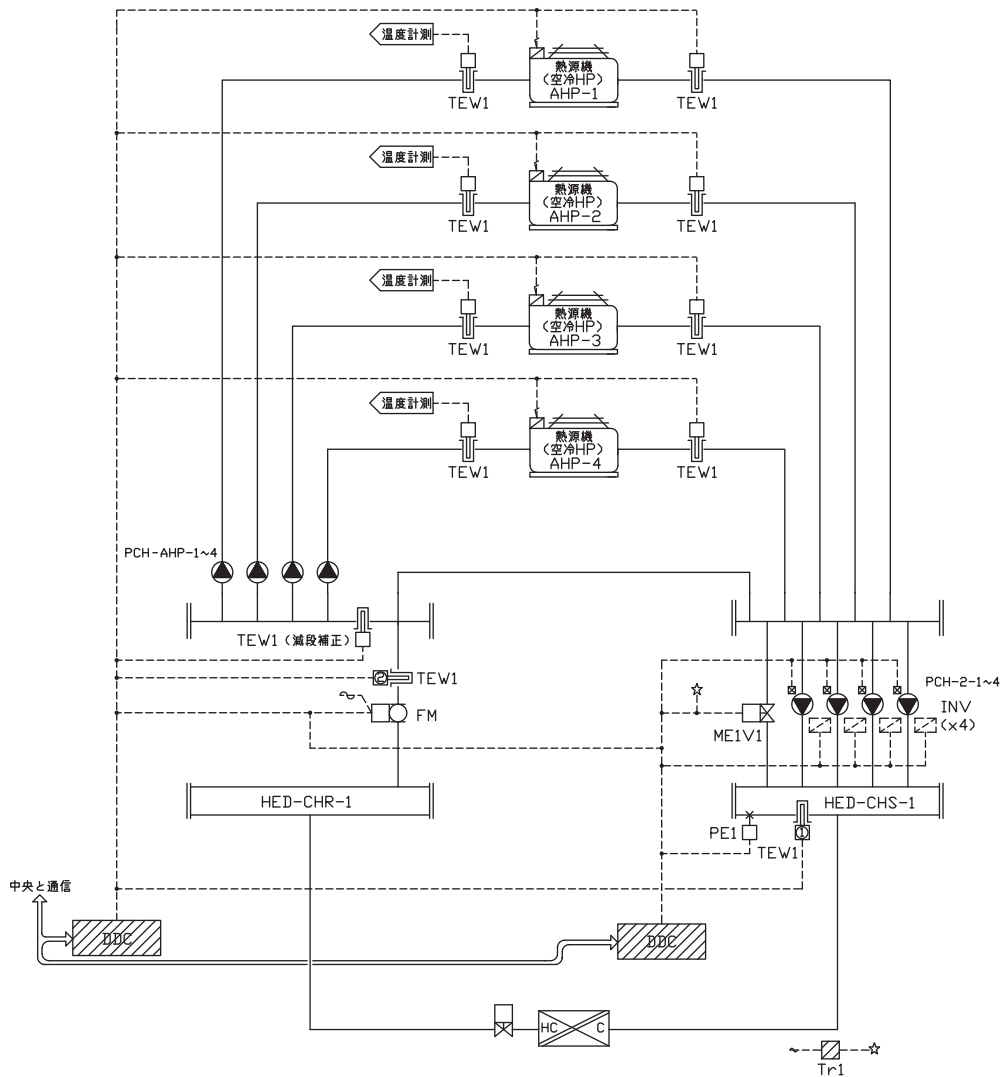 温度計測
熱源機
(空冷HP)
AHP-1
TEW1
TEW1
温度計測
熱源機
(空冷HP)
AHP-2
TEW1
TEW1
温度計測
熱源機
(空冷HP)
AHP-3
TEW1
TEW1
温度計測
熱源機
(空冷HP)
AHP-4
TEW1
TEW1
PCH-AHP-1~4
TEW1(減段補正)
② TEW1
FM
PCH-2-1~4
INV
(x4)
ME1V1
HED-CHR-1
HED-CHS-1
PE1
①
TEW1
中央と通信
DDC
DDC
HC C
Tr1